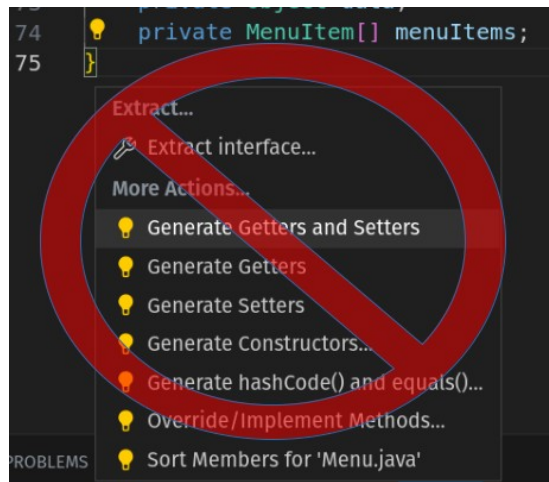 74 private MenuItem[] menuItems;
75 }
Extract...
Extract interface...
More Actions...
Generate Getters and Setters
Generate Getters
Generate Setters
Generate Constructors...
Generate hashCode() and equals()...
Override/Implement Methods...
PROBLEMS Sort Members for 'Menu.java'